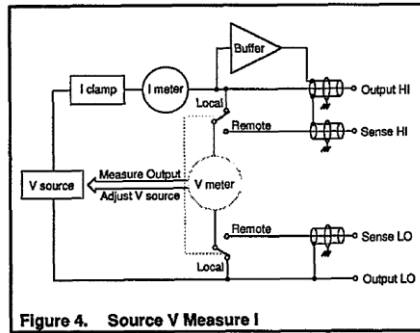 Buffer
I clamp
I meter
Output HI
Local
Remote
Sense HI
Measure Output
V source
V meter
Adjust V source
Remote
Sense LO
Local
Output LO
Figure 4. Source V Measure I